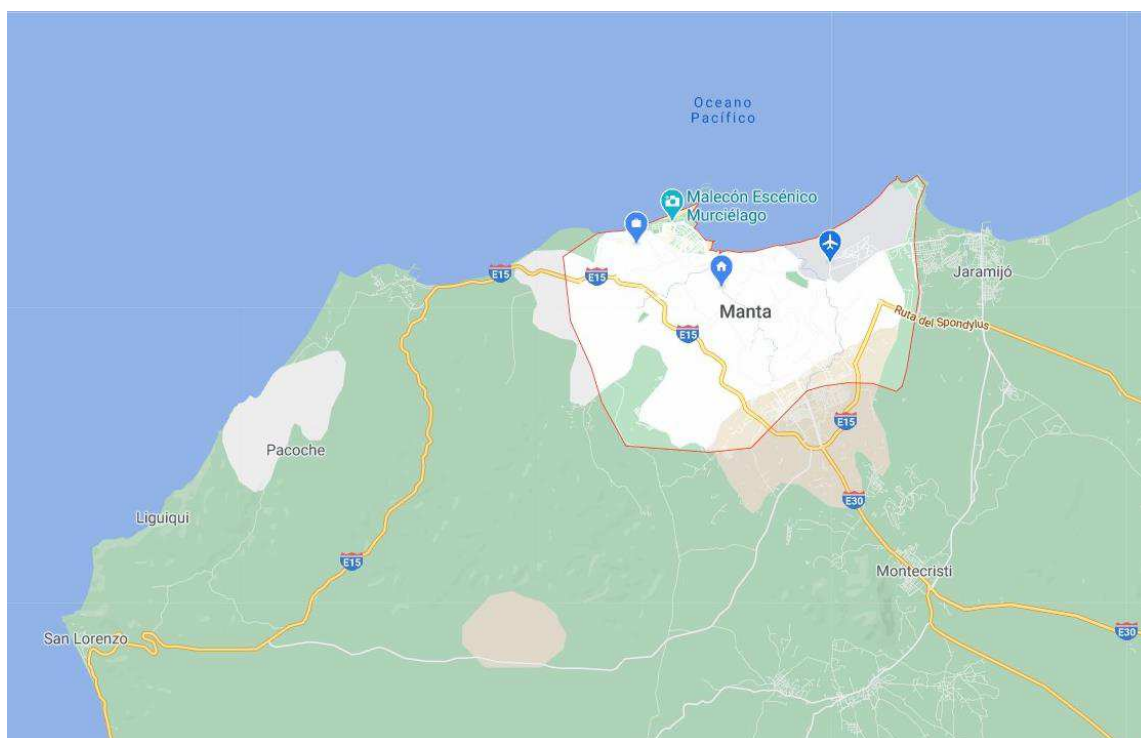 Oceano
Pacífico
Malecón Escénico
Murciélago
E15
E15
Jaramijó
Manta
Ruta del Spondylus
E15
E15
Pacoche
E30
Liguiqui
E15
Montecristi
San Lorenzo
E30